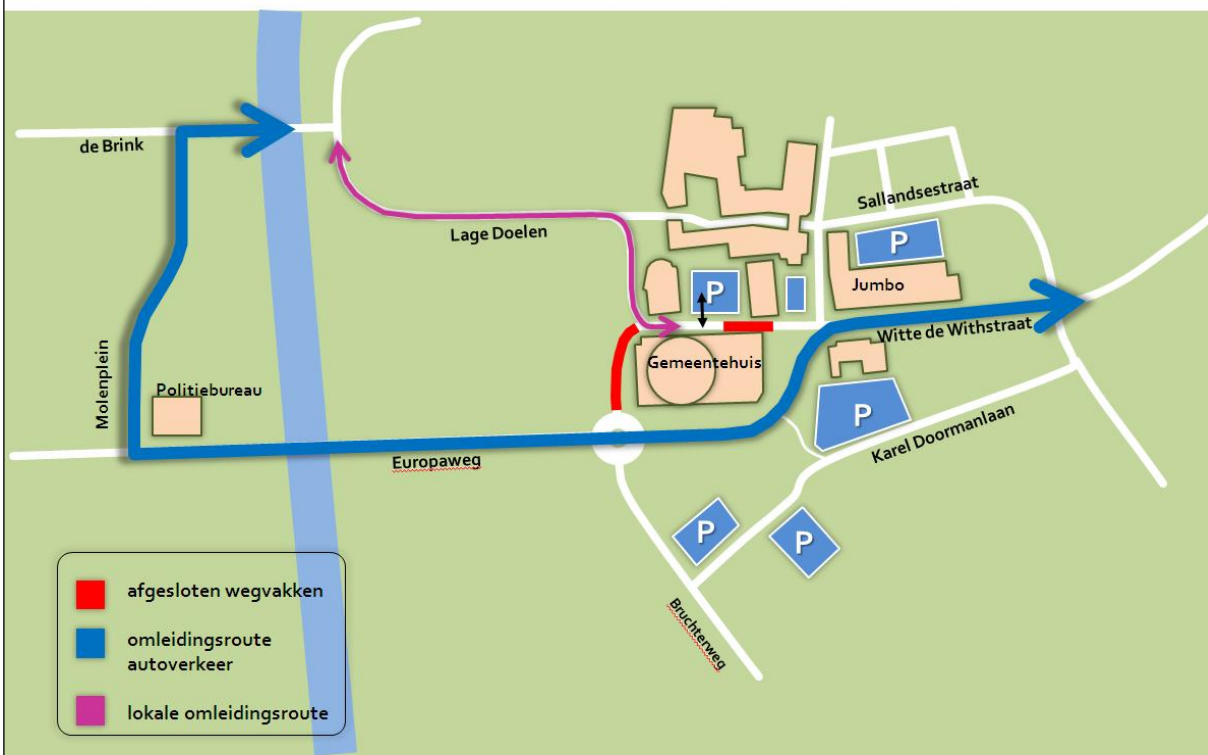 de Brink
Sallandsestraat
Lage Doelen
P
P
Jumbo
Witte de Withstraat
Gemeentehuis
Politiebureau
Molenplein
P
Karel Doormanlaan
Europaweg
P
P
Bruchterweg
afgesloten wegvakken
omleidingsroute
autoverkeer
lokale omleidingsroute